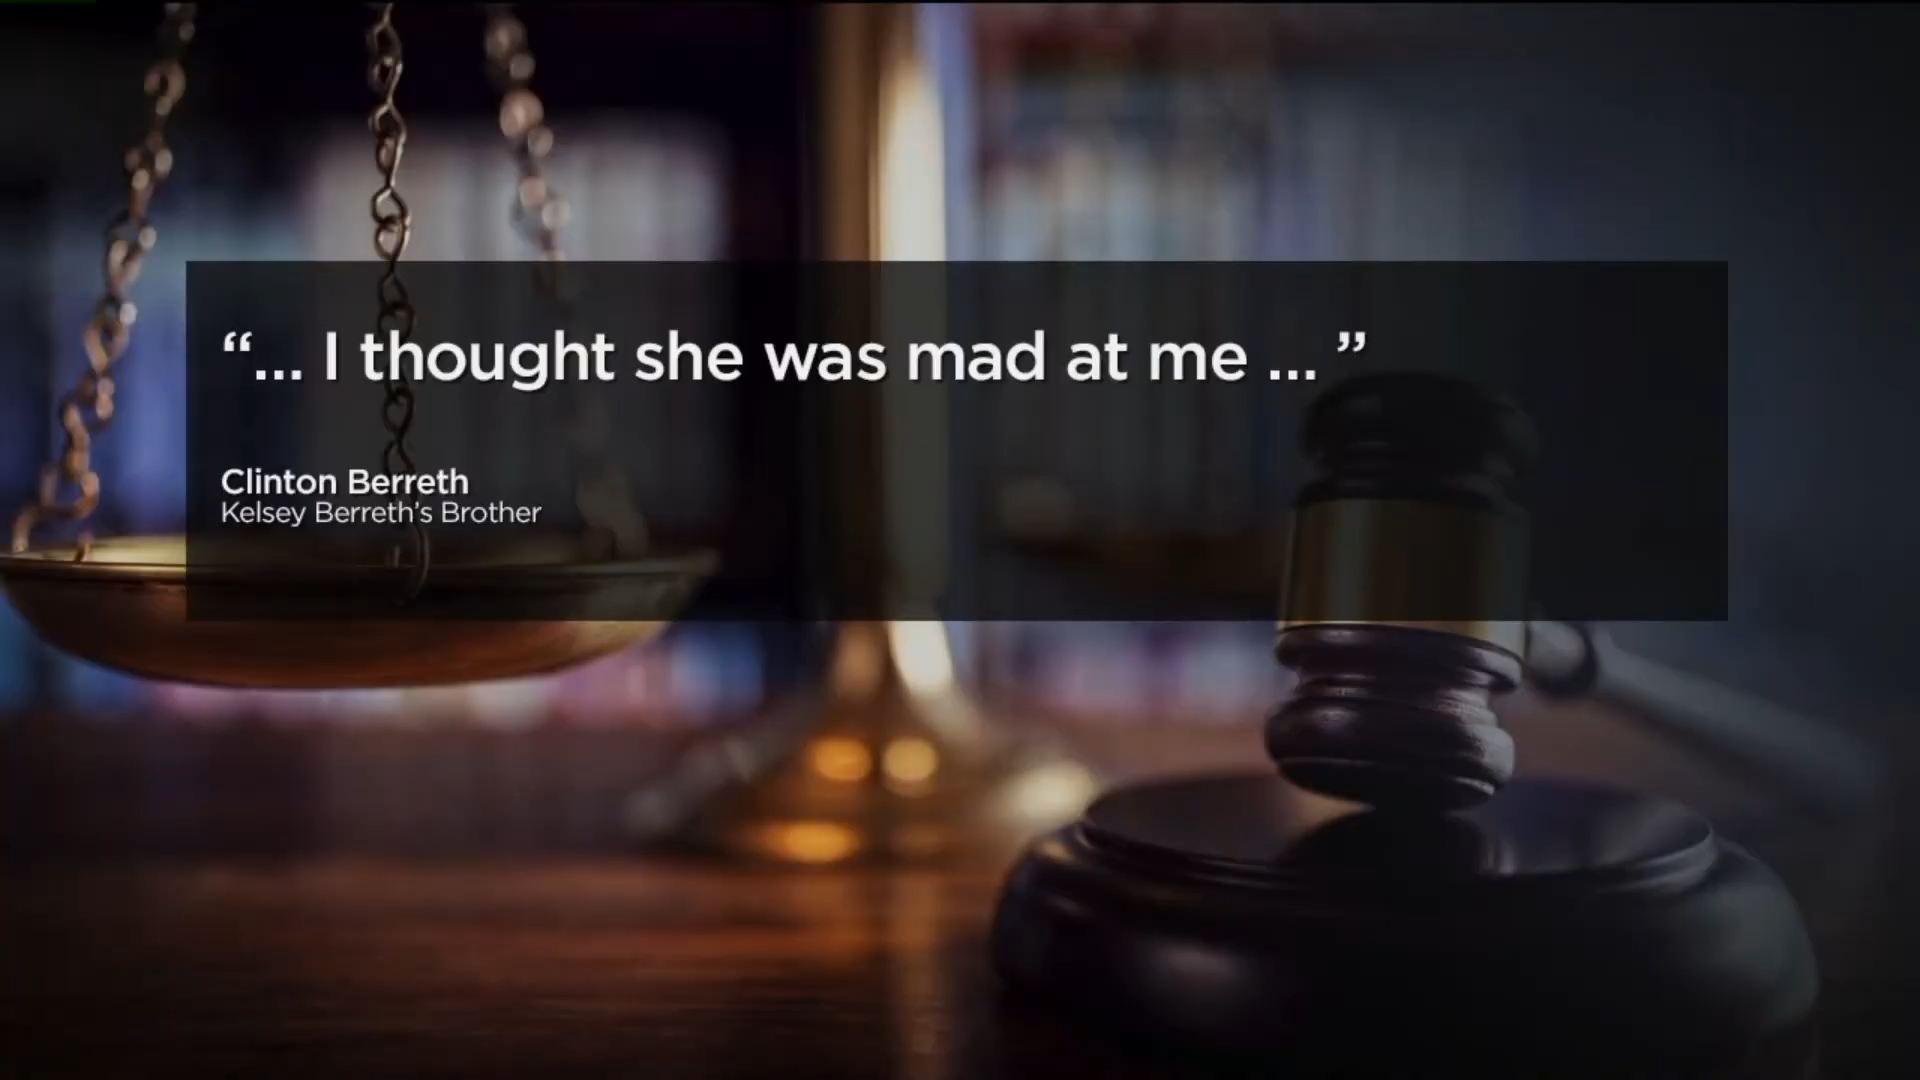 “... I thought she was mad at me ... ”
Clinton Berreth
Kelsey Berreth’s Brother